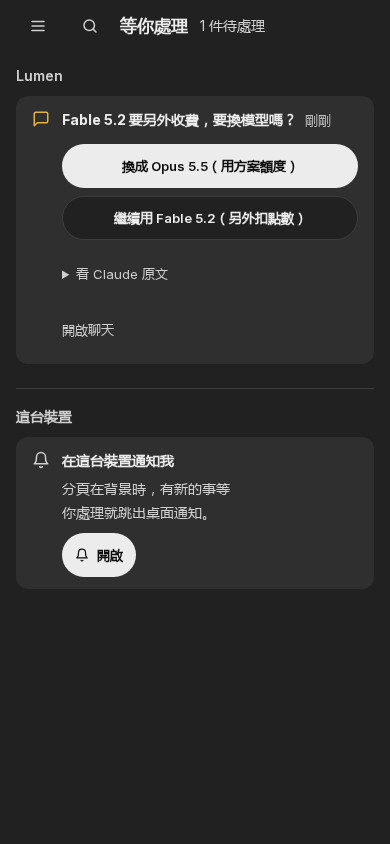 等你處理 1 件待處理
Lumen
Fable 5.2 要另外收費，要換模型嗎？ 剛剛
換成 Opus 5.5（用方案額度）
繼續用 Fable 5.2（另外扣點數）
▶ 看 Claude 原文
開啟聊天
這台裝置
在這台裝置通知我
分頁在背景時，有新的事等
你處理就跳出桌面通知。
開啟